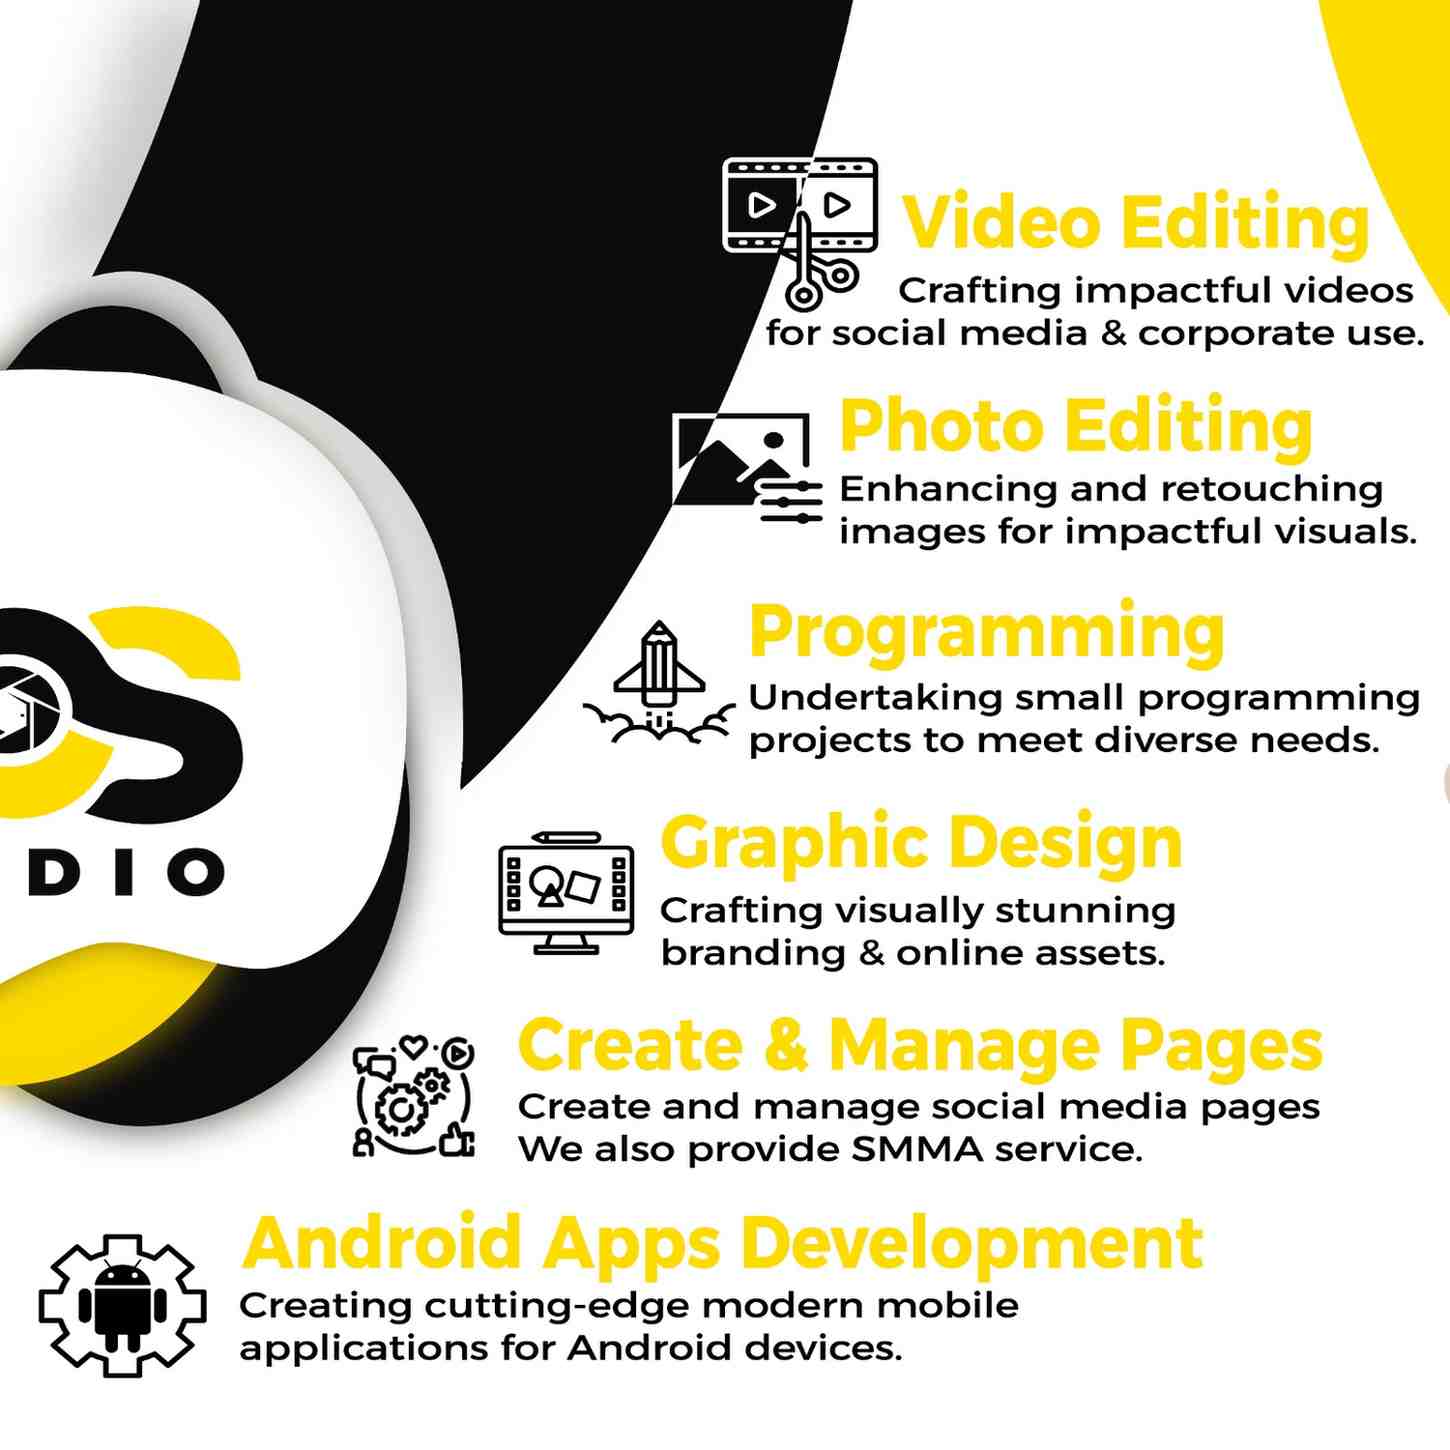 Video Editing
Crafting impactful videos
for social media & corporate use.
Photo Editing
Enhancing and retouching
images for impactful visuals.
Programming
Undertaking small programming
projects to meet diverse needs.
DIO
Graphic Design
Crafting visually stunning
branding & online assets.
Create & Manage Pages
Create and manage social media pages
We also provide SMMA service.
Android Apps Development
Creating cutting-edge modern mobile
applications for Android devices.